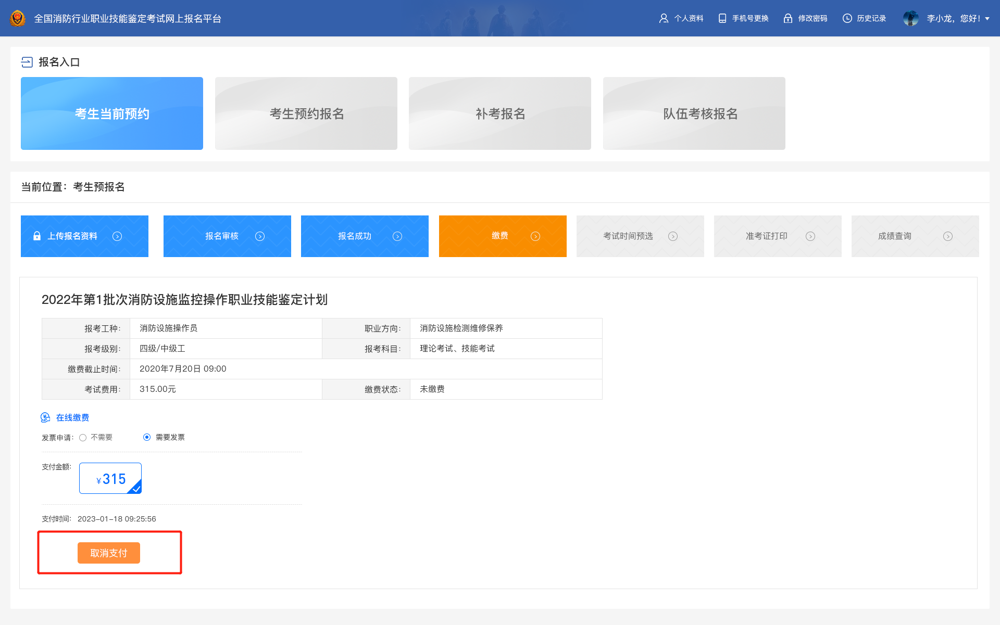 全国消防行业职业技能鉴定考试网上报名平台
个人资料 手机号更换 修改密码 历史记录 李小龙，您好！
报名入口
考生当前预约 考生预约报名 补考报名 队伍考核报名
当前位置：考生预报名
上传报名资料 报名审核 报名成功 缴费 考试时间预选 准考证打印 成绩查询
2022年第1批次消防设施监控操作职业技能鉴定计划
报考工种： 消防设施操作员 职业方向： 消防设施检测维修保养
报考级别： 四级/中级工 报考科目： 理论考试、技能考试
缴费截止时间： 2020年7月20日 09:00
考试费用： 315.00元 缴费状态： 未缴费
在线缴费
发票申请： 不需要 需要发票
支付金额： ¥315
支付时间： 2023-01-18 09:25:56
取消支付